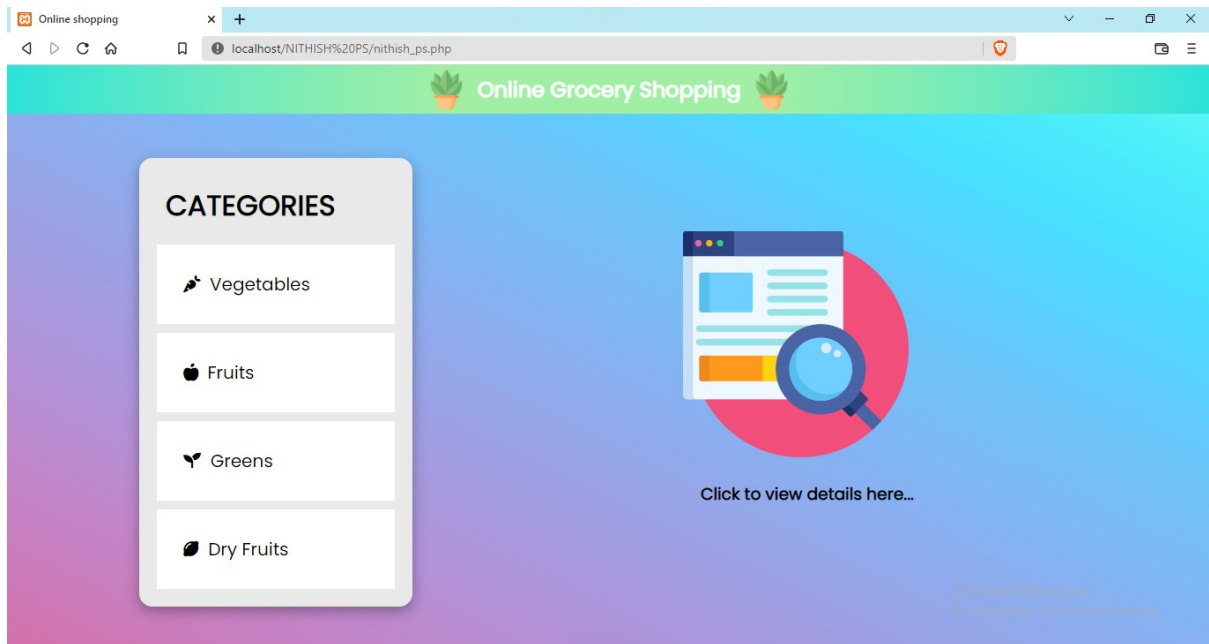 Online shopping
localhost/NITHISH%20PS/nithish_ps.php
Online Grocery Shopping
CATEGORIES
Vegetables
Fruits
Greens
Dry Fruits
Click to view details here...